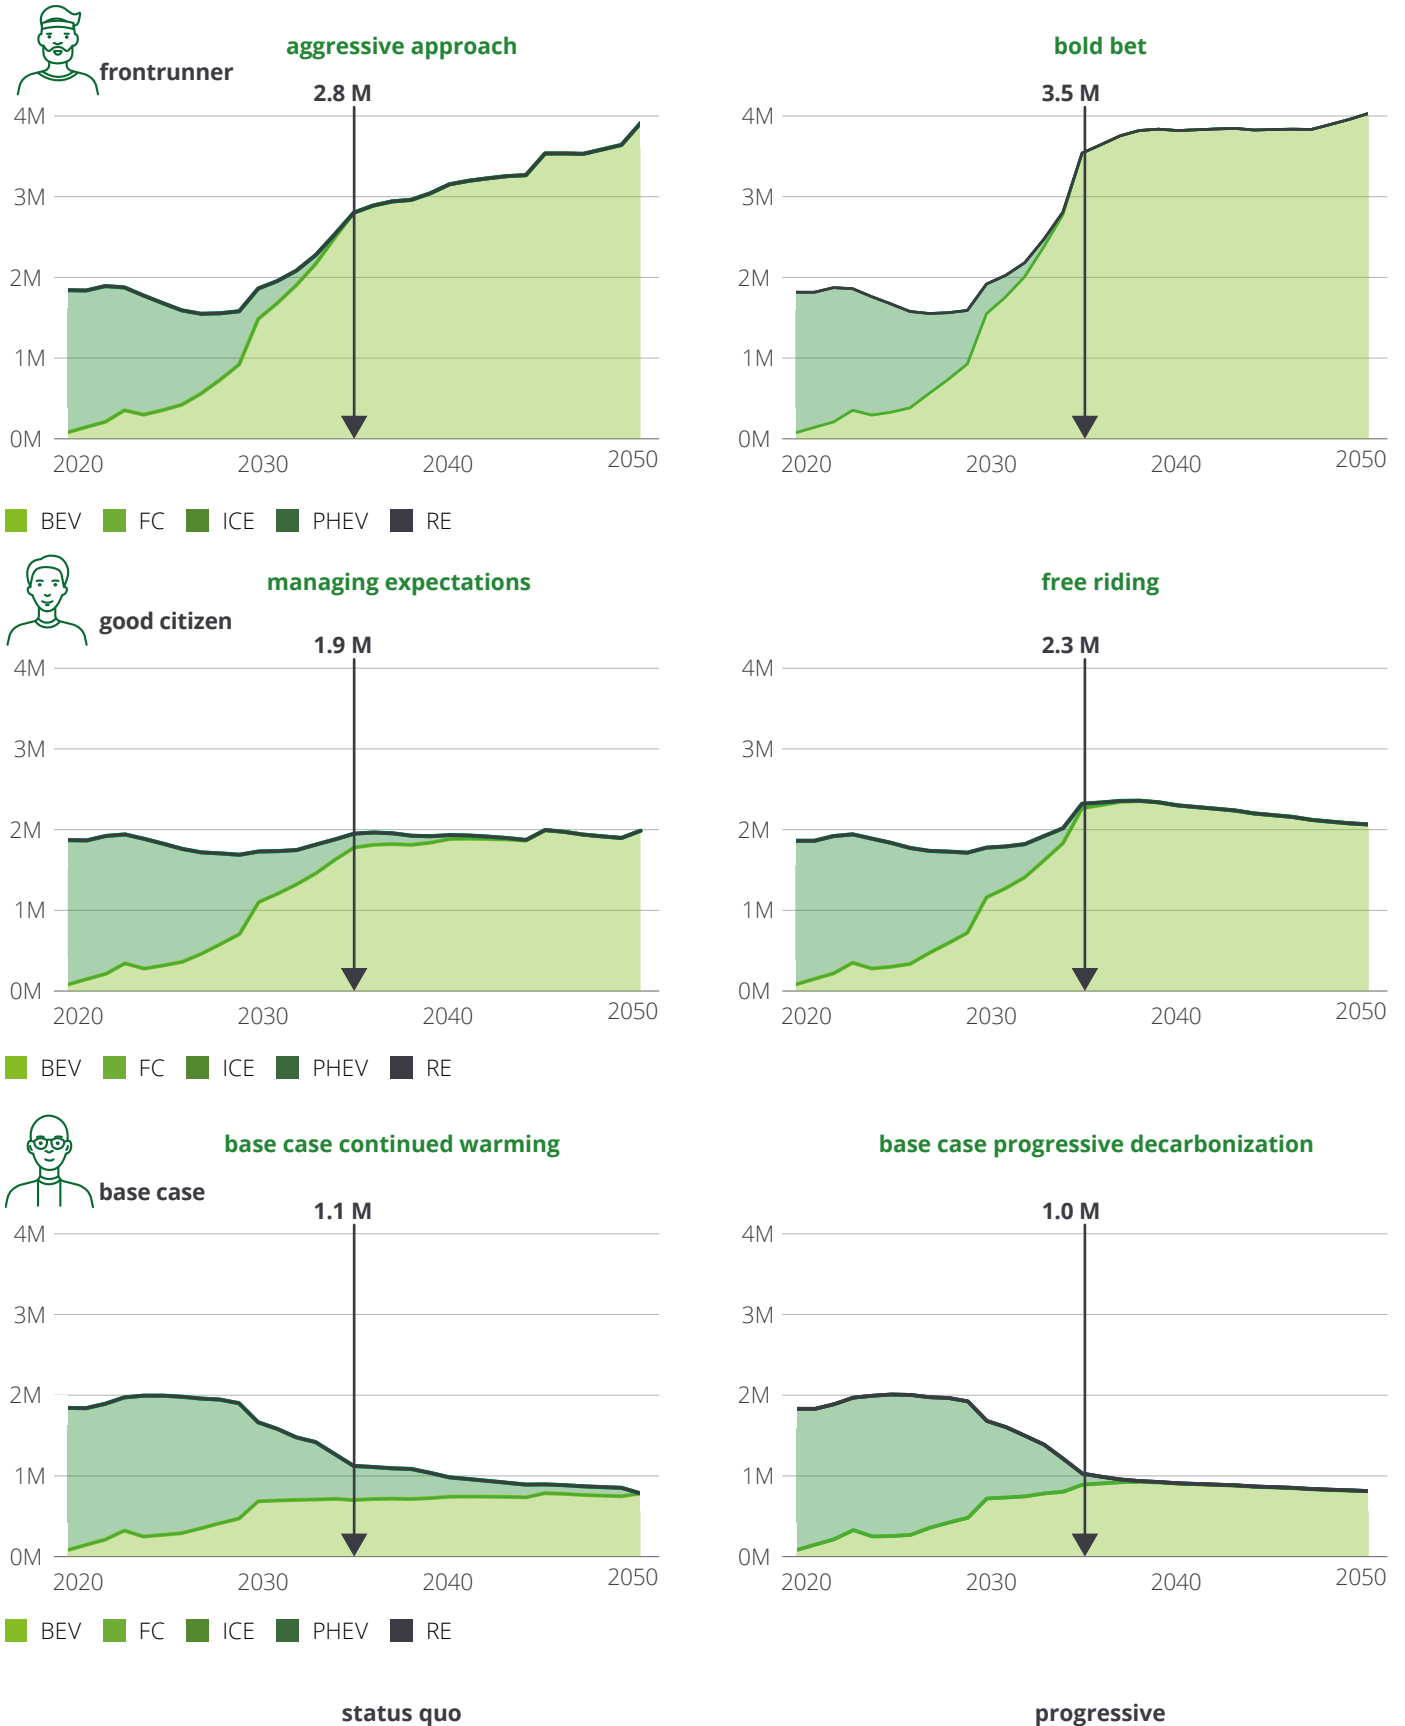 aggressive approach
bold bet
frontrunner
2.8 M
3.5 M
4M
3M
2M
1M
0M
2020
2030
2040
2050
4M
3M
2M
1M
0M
2020
2030
2040
2050
BEV FC ICE PHEV RE
managing expectations
free riding
good citizen
1.9 M
2.3 M
4M
3M
2M
1M
0M
2020
2030
2040
2050
4M
3M
2M
1M
0M
2020
2030
2040
2050
BEV FC ICE PHEV RE
base case continued warming
base case progressive decarbonization
base case
1.1 M
1.0 M
4M
3M
2M
1M
0M
2020
2030
2040
2050
4M
3M
2M
1M
0M
2020
2030
2040
2050
BEV FC ICE PHEV RE
status quo
progressive